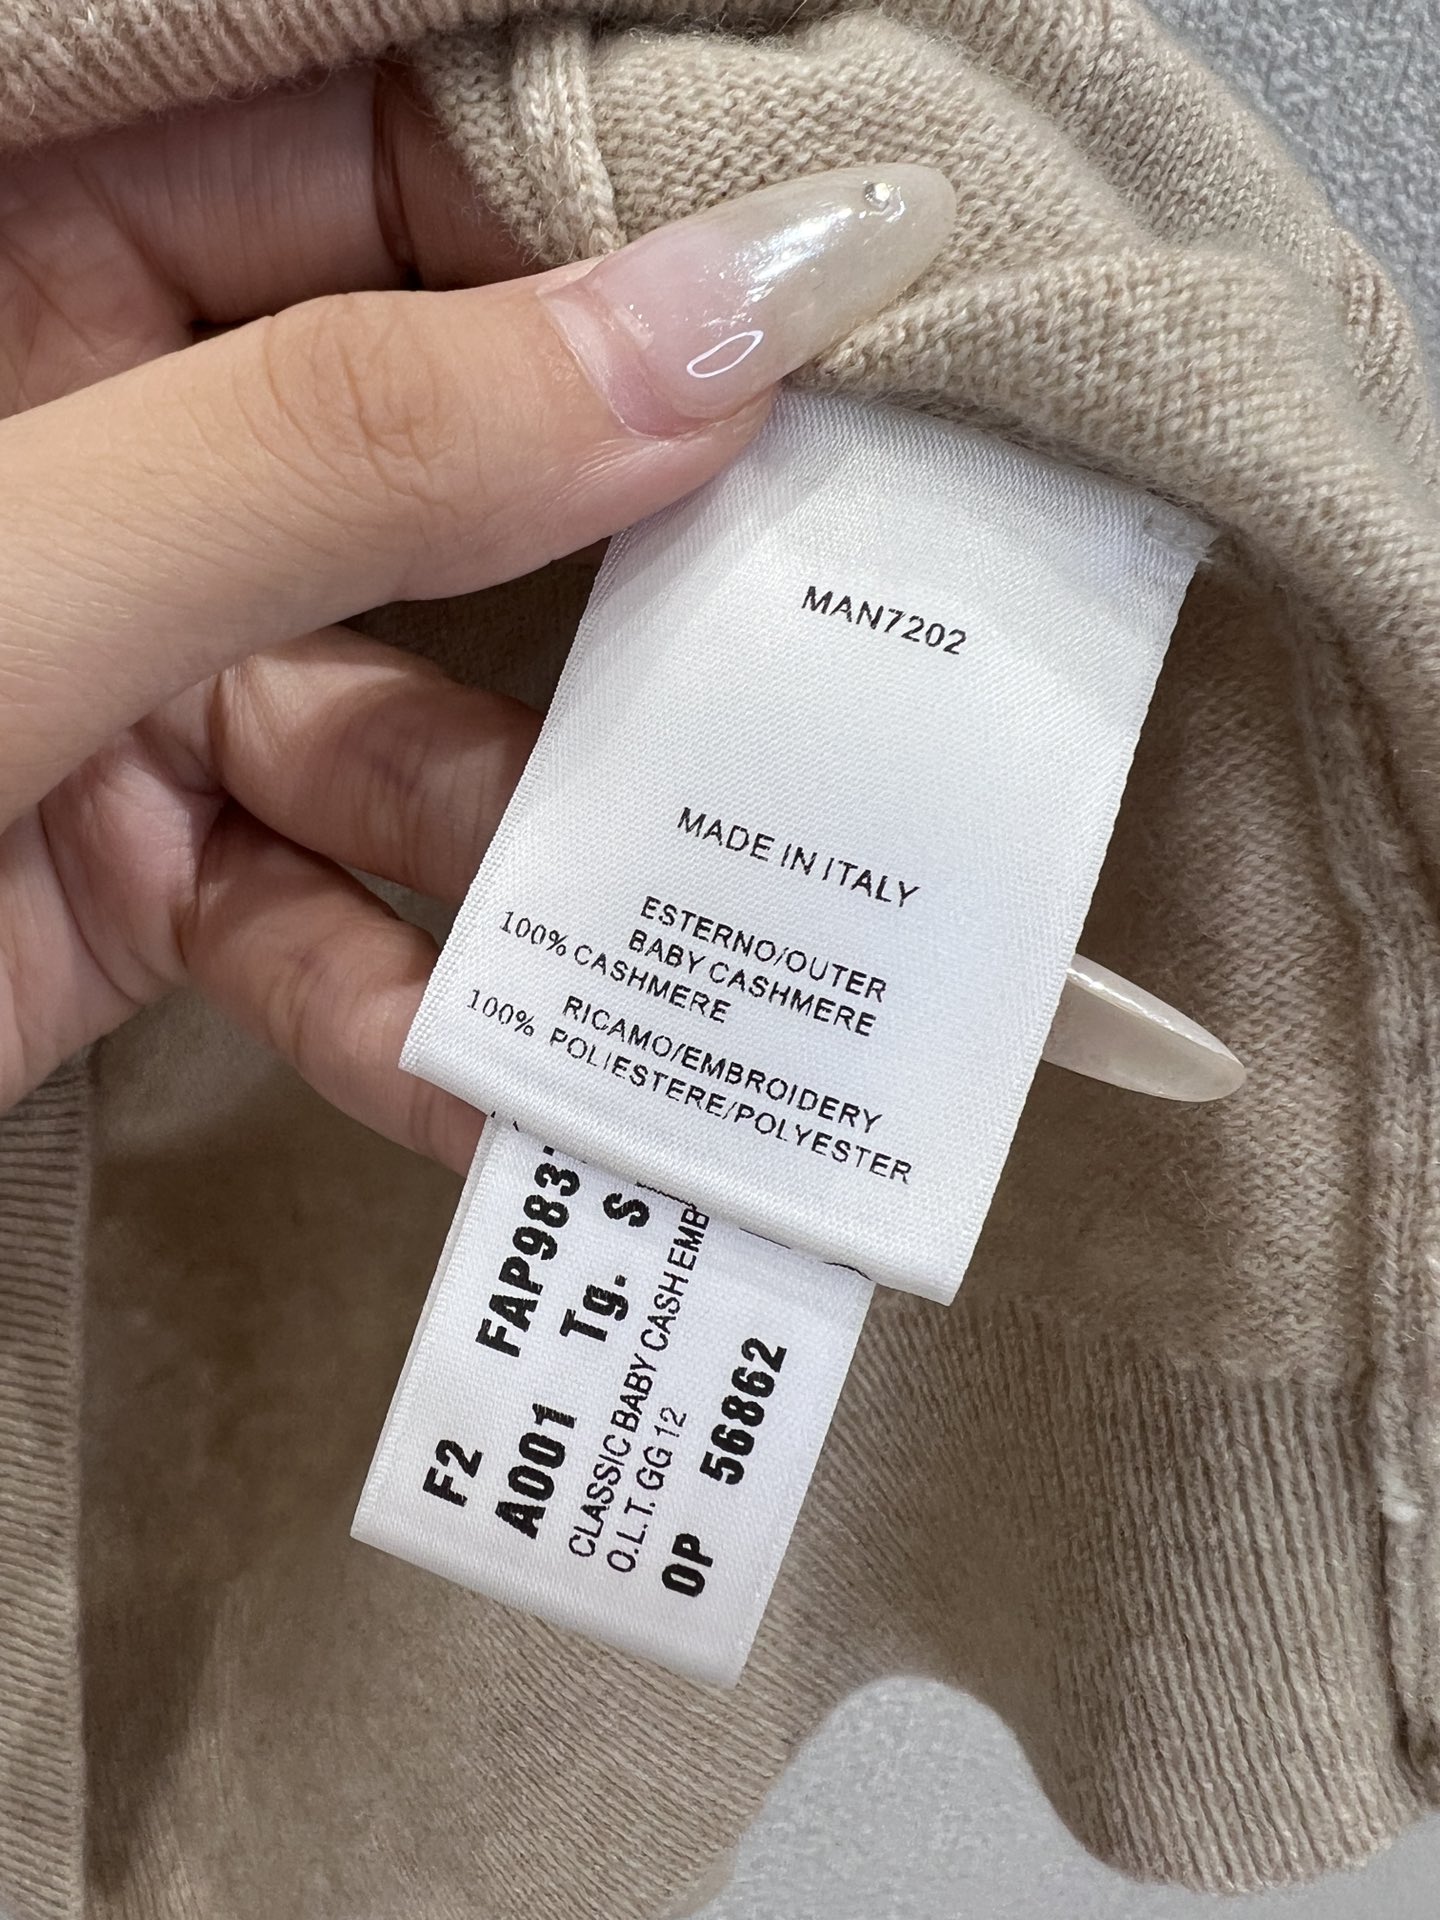 MAN7202
MADE IN ITALY
ESTERNO/OUTER
BABY CASHMERE
100% CASHMERE
RICAMO/EMBROIDERY
100% POLIESTERE/POLYESTER
F2 FAP983
A001 Tg. S
CLASSIC BABY CASH EMB
O.L.T. GG 12
OP 56862